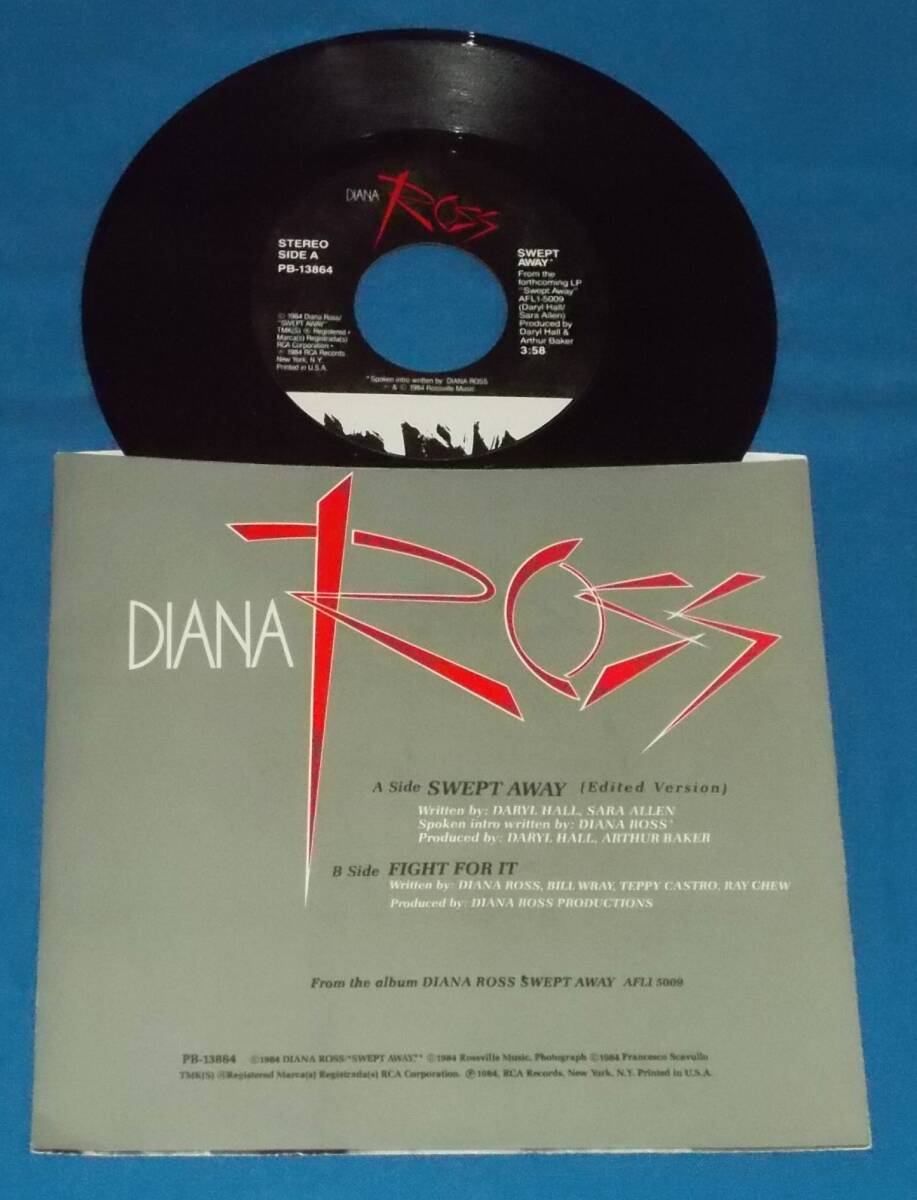 DIANA ROSS
STEREO
SIDE A
PB-13864
© 1984 Diana Ross/
"SWEPT AWAY"
TMK(S) ® Registered •
Marca(s) Registrada(s)
RCA Corporation •
℗ 1984 RCA Records
New York, N.Y.
Printed in U.S.A.
SWEPT
AWAY*
From the
forthcoming LP
"Swept Away"
AFL1-5009
(Daryl Hall/
Sara Allen)
Produced by
Daryl Hall &
Arthur Baker
3:58
*Spoken intro written by DIANA ROSS
℗ & © 1984 Rossville Music
DIANA ROSS
A Side SWEPT AWAY (Edited Version)
Written by: DARYL HALL, SARA ALLEN
Spoken intro written by: DIANA ROSS*
Produced by: DARYL HALL, ARTHUR BAKER
B Side FIGHT FOR IT
Written by: DIANA ROSS, BILL WRAY, TEPPY CASTRO, RAY CHEW
Produced by: DIANA ROSS PRODUCTIONS
From the album DIANA ROSS SWEPT AWAY AFL1 5009
PB-13864 ©1984 DIANA ROSS/"SWEPT AWAY." ©1984 Rossville Music. Photograph ©1984 Francesco Scavullo
TMK(S) ®Registered Marca(s) Registrada(s) RCA Corporation. ℗ 1984, RCA Records, New York, N.Y. Printed in U.S.A.